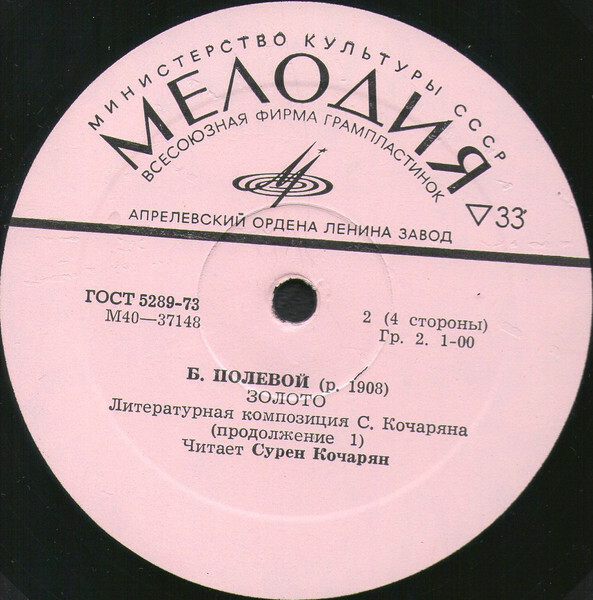 МИНИСТЕРСТВО КУЛЬТУРЫ СССР
МЕЛОДИЯ
ВСЕСОЮЗНАЯ ФИРМА ГРАМПЛАСТИНОК
АПРЕЛЕВСКИЙ ОРДЕНА ЛЕНИНА ЗАВОД
33
ГОСТ 5289-73
М40—37148
2 (4 стороны)
Гр. 2. 1-00
Б. ПОЛЕВОЙ (р. 1908)
ЗОЛОТО
Литературная композиция С. Кочаряна
(продолжение 1)
Читает Сурен Кочарян